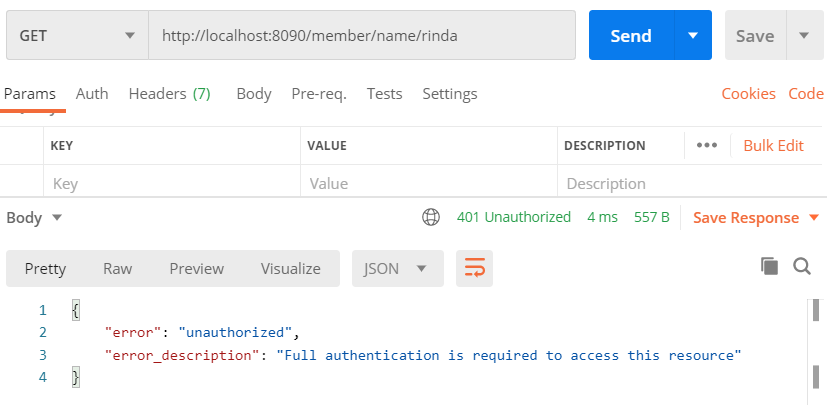 GET http://localhost:8090/member/name/rinda Send Save
Params Auth Headers (7) Body Pre-req. Tests Settings Cookies Code
KEY VALUE DESCRIPTION ••• Bulk Edit
Key Value Description
Body 401 Unauthorized 4 ms 557 B Save Response
Pretty Raw Preview Visualize JSON
1 {
2 "error": "unauthorized",
3 "error_description": "Full authentication is required to access this resource"
4 }